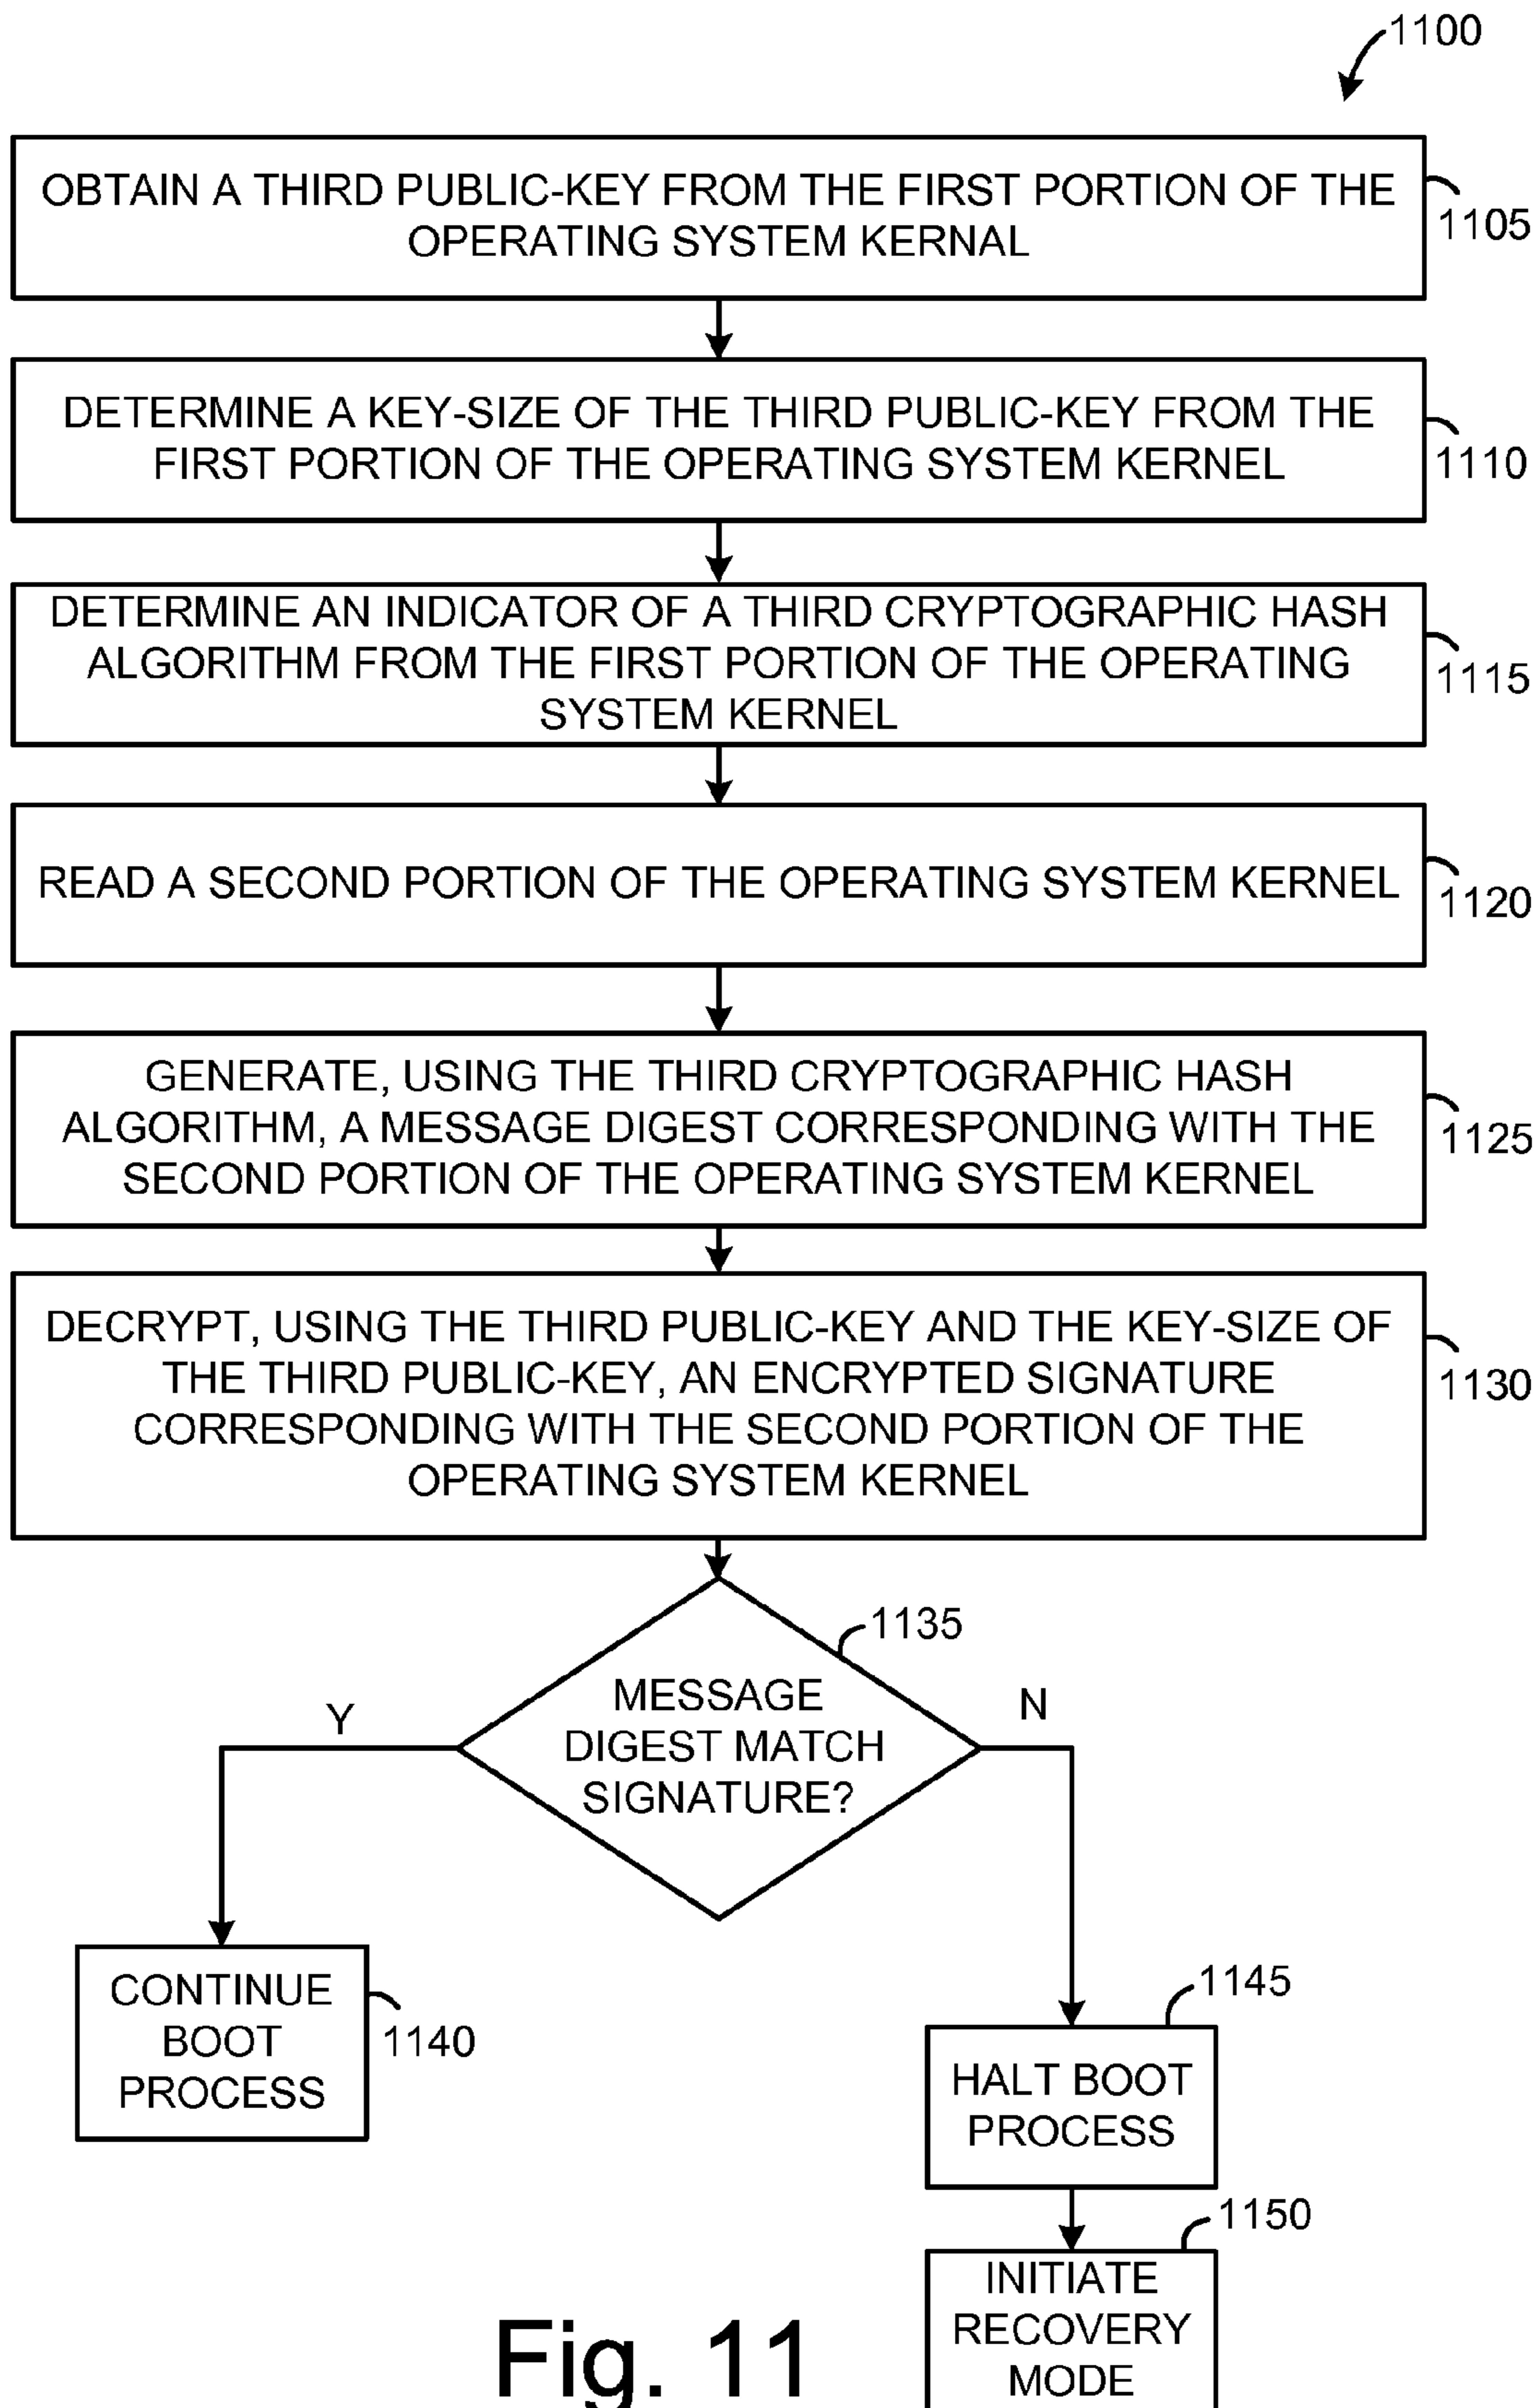 1100
OBTAIN A THIRD PUBLIC-KEY FROM THE FIRST PORTION OF THE
OPERATING SYSTEM KERNAL
1105
DETERMINE A KEY-SIZE OF THE THIRD PUBLIC-KEY FROM THE
FIRST PORTION OF THE OPERATING SYSTEM KERNEL
1110
DETERMINE AN INDICATOR OF A THIRD CRYPTOGRAPHIC HASH
ALGORITHM FROM THE FIRST PORTION OF THE OPERATING
SYSTEM KERNEL
1115
READ A SECOND PORTION OF THE OPERATING SYSTEM KERNEL
1120
GENERATE, USING THE THIRD CRYPTOGRAPHIC HASH
ALGORITHM, A MESSAGE DIGEST CORRESPONDING WITH THE
SECOND PORTION OF THE OPERATING SYSTEM KERNEL
1125
DECRYPT, USING THE THIRD PUBLIC-KEY AND THE KEY-SIZE OF
THE THIRD PUBLIC-KEY, AN ENCRYPTED SIGNATURE
CORRESPONDING WITH THE SECOND PORTION OF THE
OPERATING SYSTEM KERNEL
1130
1135
MESSAGE
DIGEST MATCH
SIGNATURE?
Y
N
CONTINUE
BOOT
PROCESS
1140
1145
HALT BOOT
PROCESS
1150
INITIATE
RECOVERY
MODE
Fig. 11